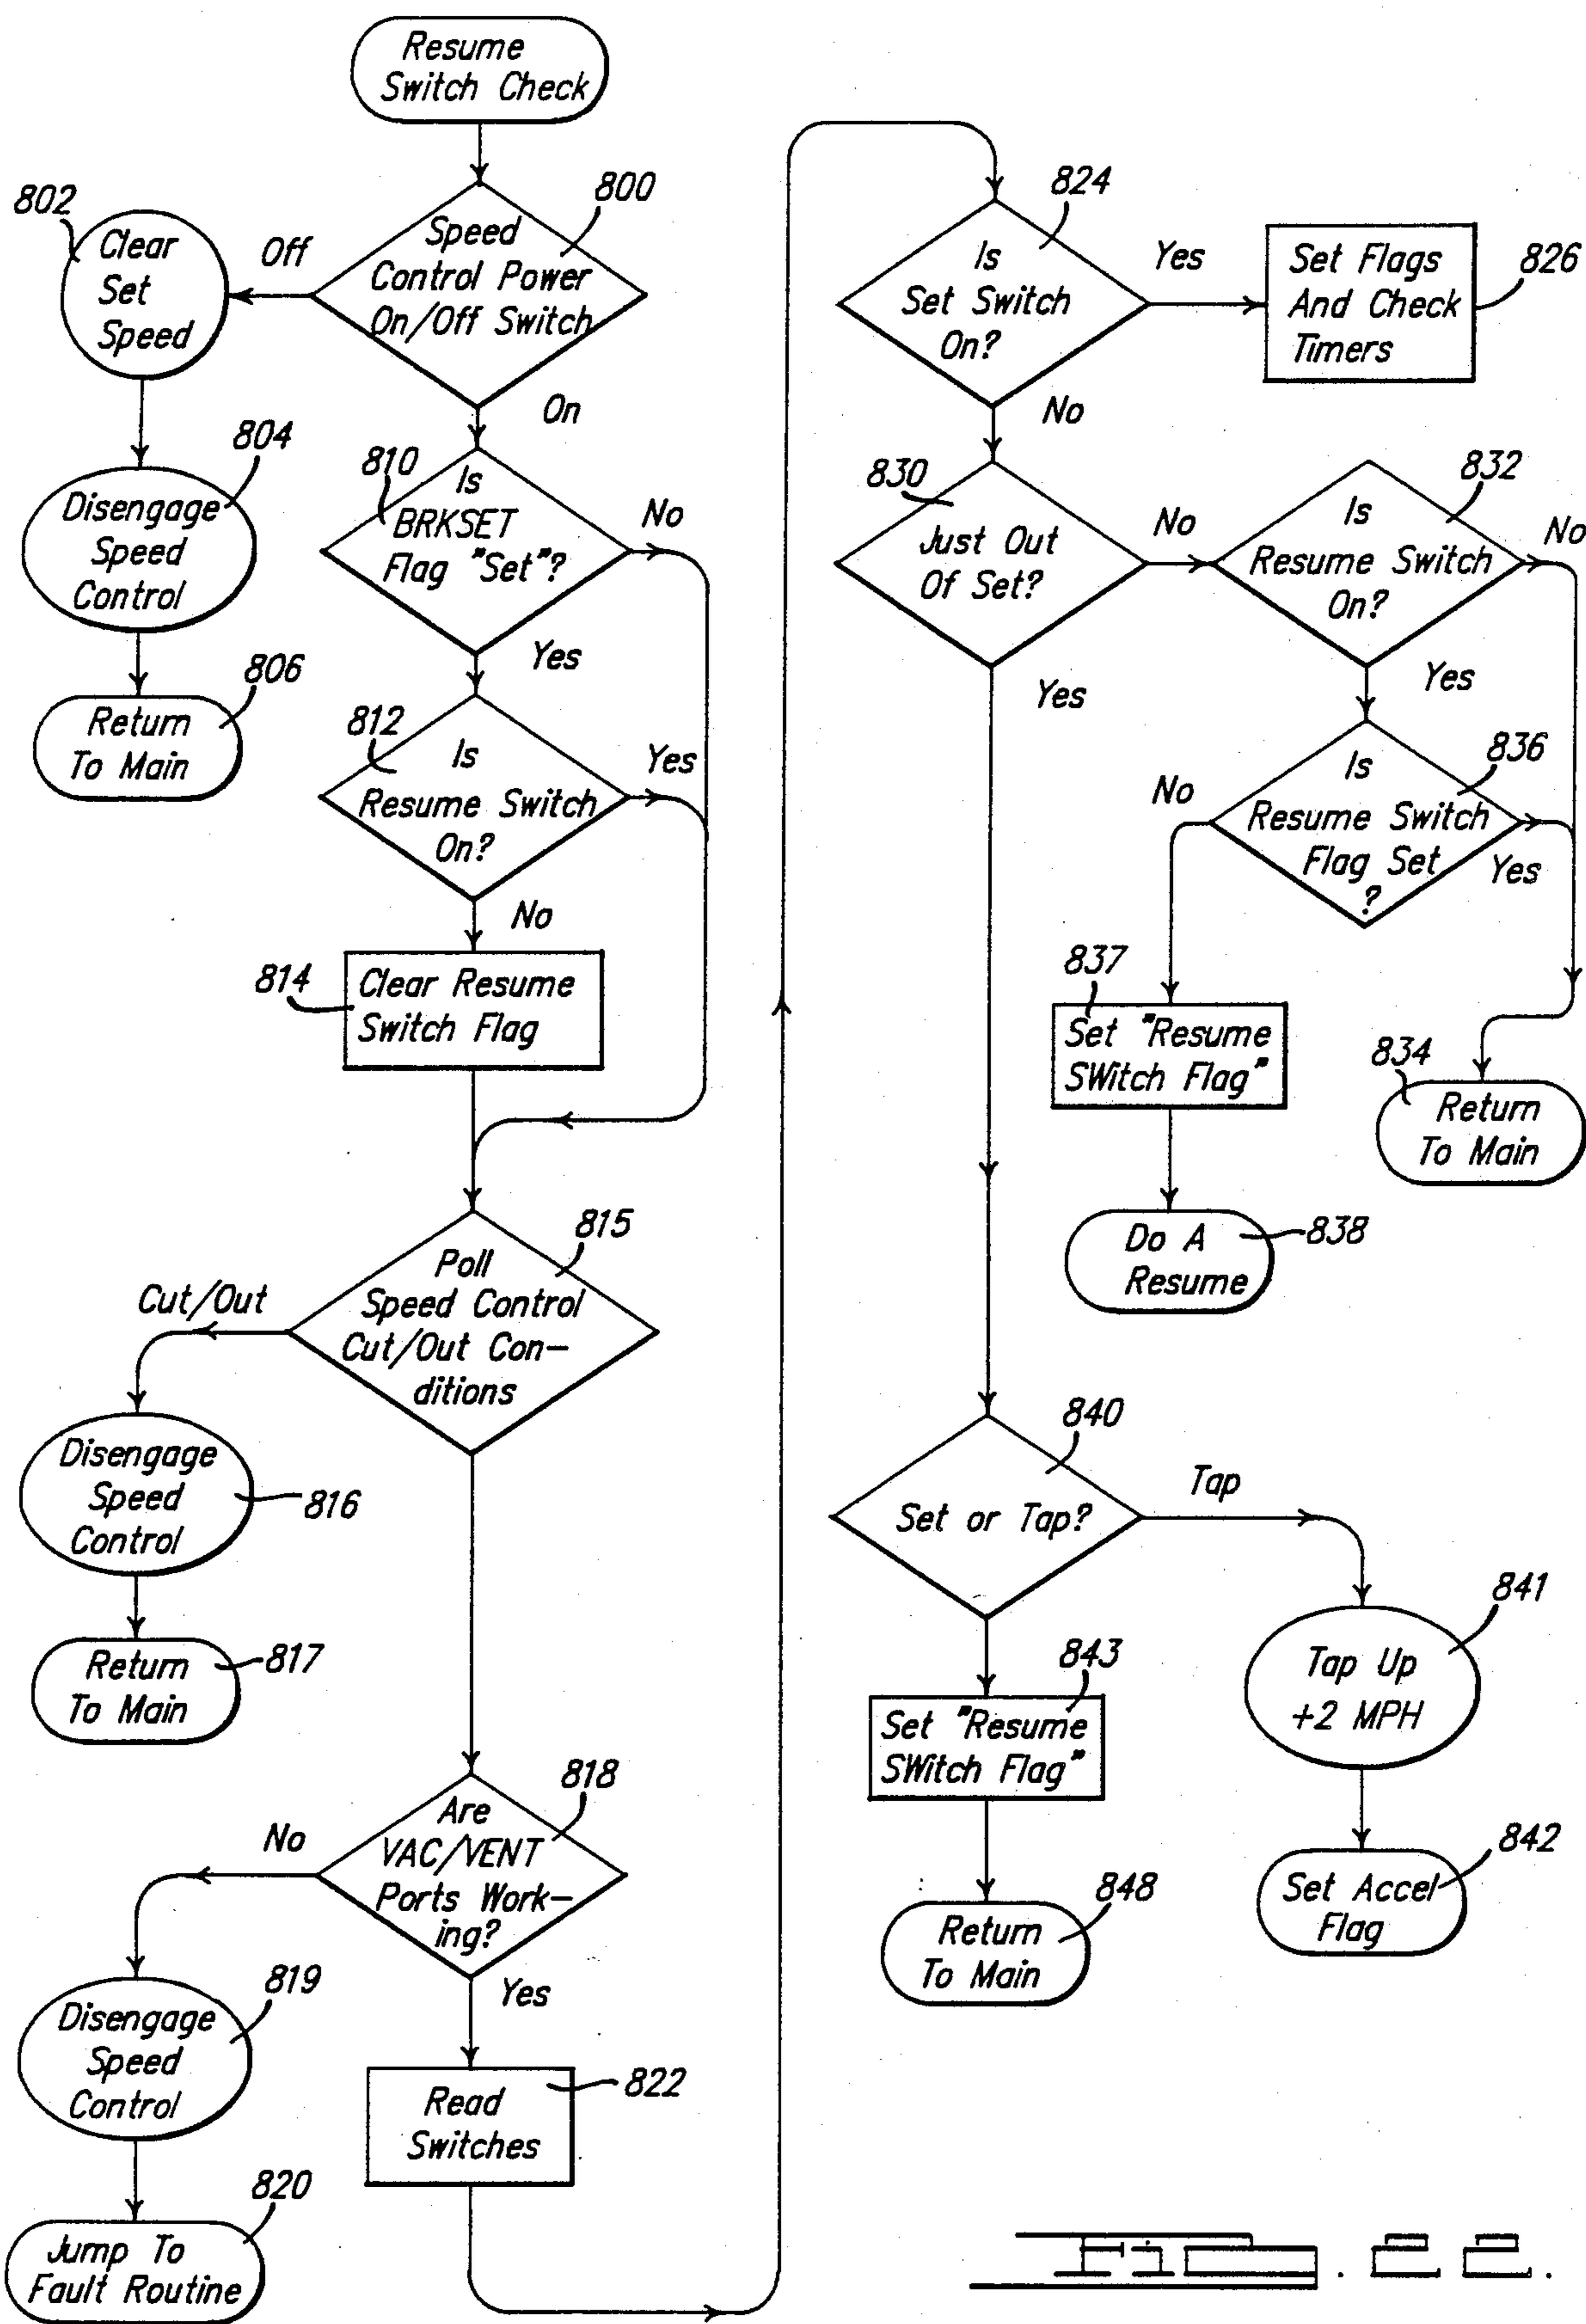 Resume
Switch Check
800
Speed
Control Power
On/Off Switch
Off
On
802
Clear
Set
Speed
804
Disengage
Speed
Control
806
Return
To Main
810
Is
BRKSET
Flag "Set"?
No
Yes
812
Is
Resume Switch
On?
Yes
No
814
Clear Resume
Switch Flag
815
Poll
Speed Control
Cut/Out Con-
ditions
Cut/Out
Disengage
Speed
Control
816
Return
To Main
817
818
Are
VAC/VENT
Ports Work-
ing?
No
Yes
819
Disengage
Speed
Control
820
Jump To
Fault Routine
Read
Switches
822
824
Is
Set Switch
On?
Yes
No
Set Flags
And Check
Timers
826
830
Just Out
Of Set?
No
Yes
832
Is
Resume Switch
On?
No
Yes
836
Is
Resume Switch
Flag Set
?
No
Yes
837
Set "Resume
SWitch Flag"
834
Return
To Main
Do A
Resume
838
840
Set or Tap?
Tap
841
Tap Up
+2 MPH
842
Set Accel
Flag
843
Set "Resume
SWitch Flag"
848
Return
To Main